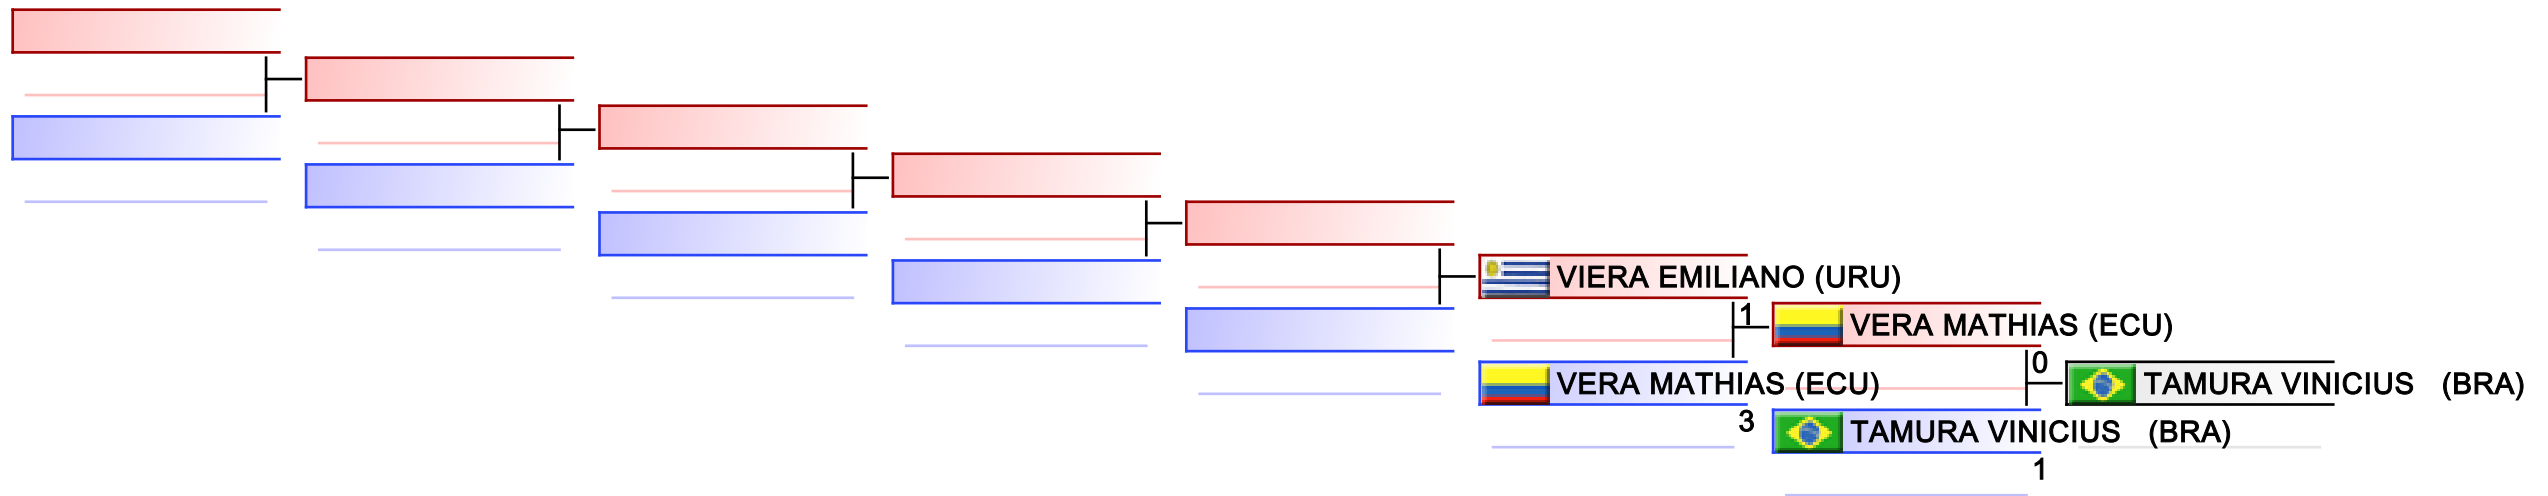 VIERA EMILIANO (URU)
1
VERA MATHIAS (ECU)
0
VERA MATHIAS (ECU)
TAMURA VINICIUS (BRA)
3
TAMURA VINICIUS (BRA)
1